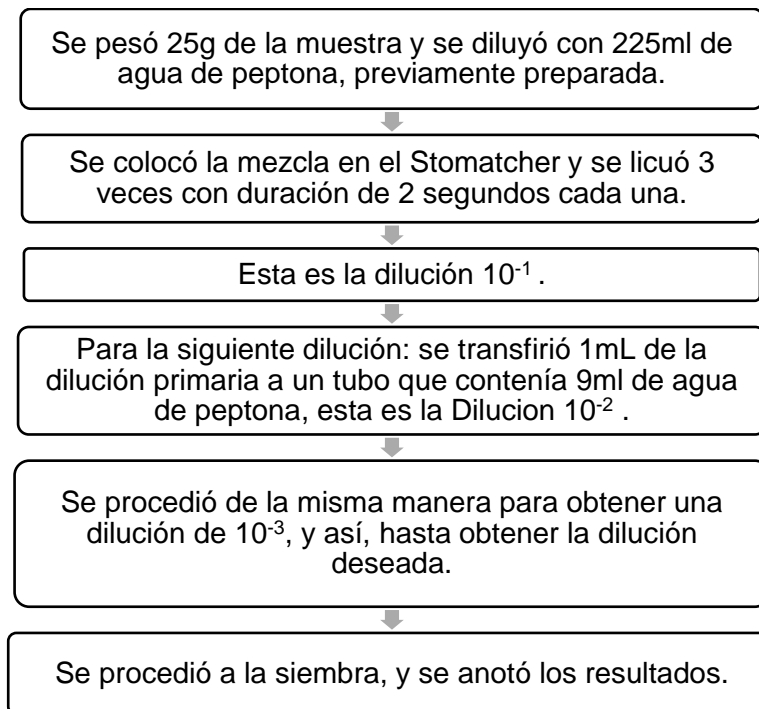 Se pesó 25g de la muestra y se diluyó con 225ml de
agua de peptona, previamente preparada.
Se colocó la mezcla en el Stomatcher y se licuó 3
veces con duración de 2 segundos cada una.
Esta es la dilución 10⁻¹ .
Para la siguiente dilución: se transfirió 1mL de la
dilución primaria a un tubo que contenía 9ml de agua
de peptona, esta es la Dilucion 10⁻² .
Se procedió de la misma manera para obtener una
dilución de 10⁻³, y así, hasta obtener la dilución
deseada.
Se procedió a la siembra, y se anotó los resultados.